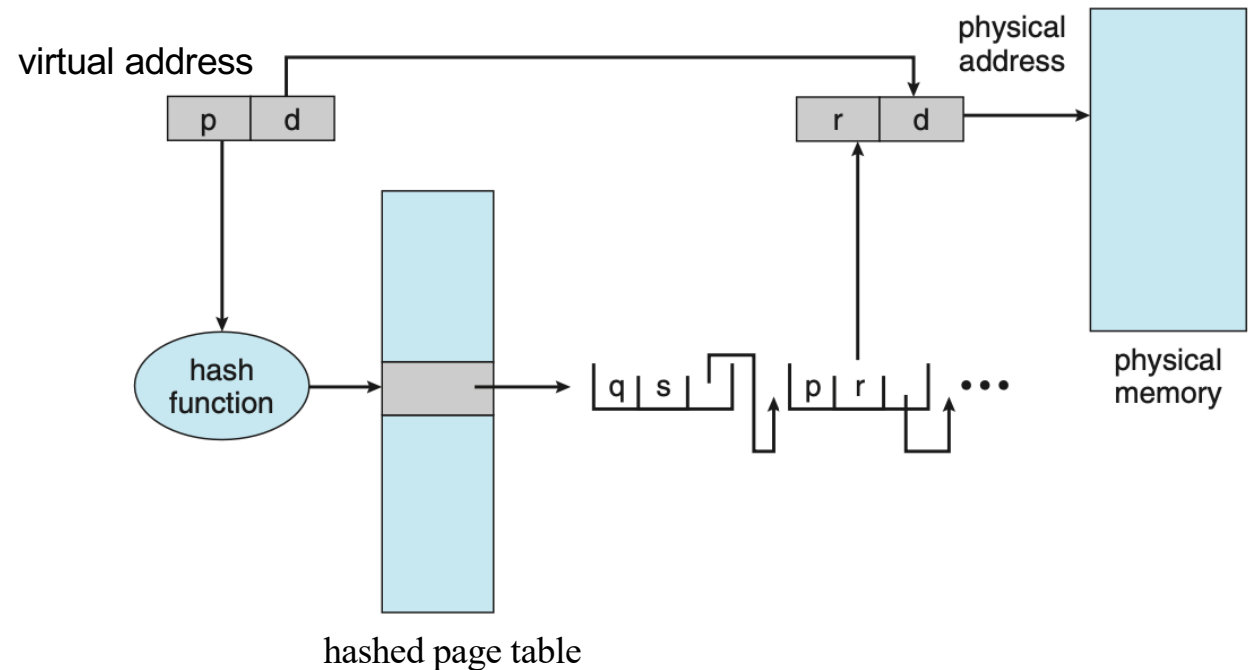 virtual address
p d
physical
address
r d
hash
function
q s
p r
•••
physical
memory
hashed page table